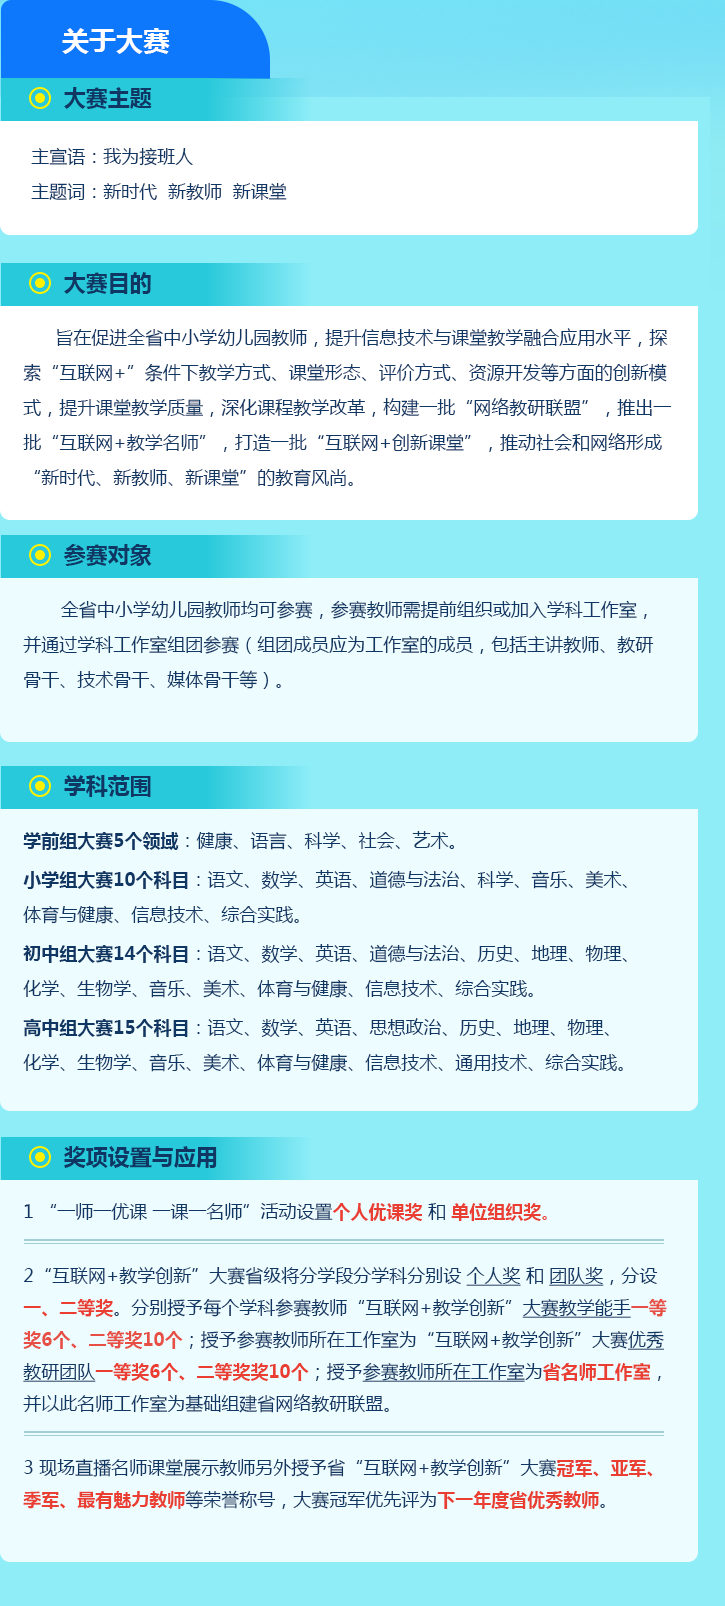 关于大赛
大赛主题
主宣语：我为接班人
主题词：新时代 新教师 新课堂
大赛目的
旨在促进全省中小学幼儿园教师，提升信息技术与课堂教学融合应用水平，探
索“互联网+”条件下教学方式、课堂形态、评价方式、资源开发等方面的创新模
式，提升课堂教学质量，深化课程教学改革，构建一批“网络教研联盟”，推出一
批“互联网+教学名师”，打造一批“互联网+创新课堂”，推动社会和网络形成
“新时代、新教师、新课堂”的教育风尚。
参赛对象
全省中小学幼儿园教师均可参赛，参赛教师需提前组织或加入学科工作室，
并通过学科工作室组团参赛（组团成员应为工作室的成员，包括主讲教师、教研
骨干、技术骨干、媒体骨干等）。
学科范围
学前组大赛5个领域：健康、语言、科学、社会、艺术。
小学组大赛10个科目：语文、数学、英语、道德与法治、科学、音乐、美术、
体育与健康、信息技术、综合实践。
初中组大赛14个科目：语文、数学、英语、道德与法治、历史、地理、物理、
化学、生物学、音乐、美术、体育与健康、信息技术、综合实践。
高中组大赛15个科目：语文、数学、英语、思想政治、历史、地理、物理、
化学、生物学、音乐、美术、体育与健康、信息技术、通用技术、综合实践。
奖项设置与应用
1 “一师一优课 一课一名师”活动设置个人优课奖 和 单位组织奖。
2“互联网+教学创新”大赛省级将分学段分学科分别设 个人奖 和 团队奖，分设
一、二等奖。分别授予每个学科参赛教师“互联网+教学创新”大赛教学能手一等
奖6个、二等奖10个；授予参赛教师所在工作室为“互联网+教学创新”大赛优秀
教研团队一等奖6个、二等奖奖10个；授予参赛教师所在工作室为省名师工作室，
并以此名师工作室为基础组建省网络教研联盟。
3 现场直播名师课堂展示教师另外授予省“互联网+教学创新”大赛冠军、亚军、
季军、最有魅力教师等荣誉称号，大赛冠军优先评为下一年度省优秀教师。